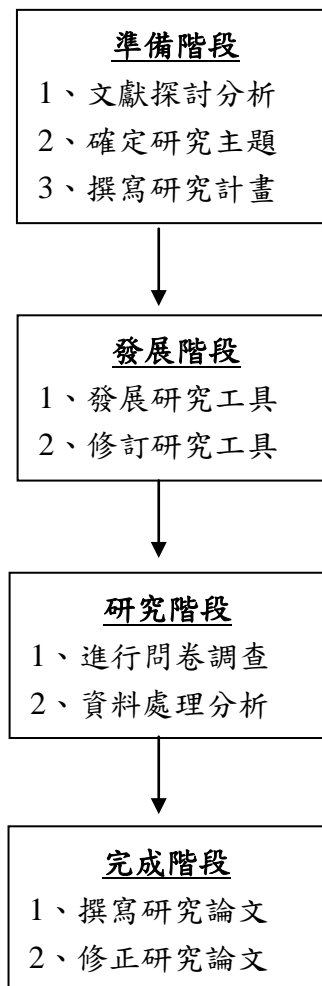 準備階段
1、文獻探討分析
2、確定研究主題
3、撰寫研究計畫
發展階段
1、發展研究工具
2、修訂研究工具
研究階段
1、進行問卷調查
2、資料處理分析
完成階段
1、撰寫研究論文
2、修正研究論文